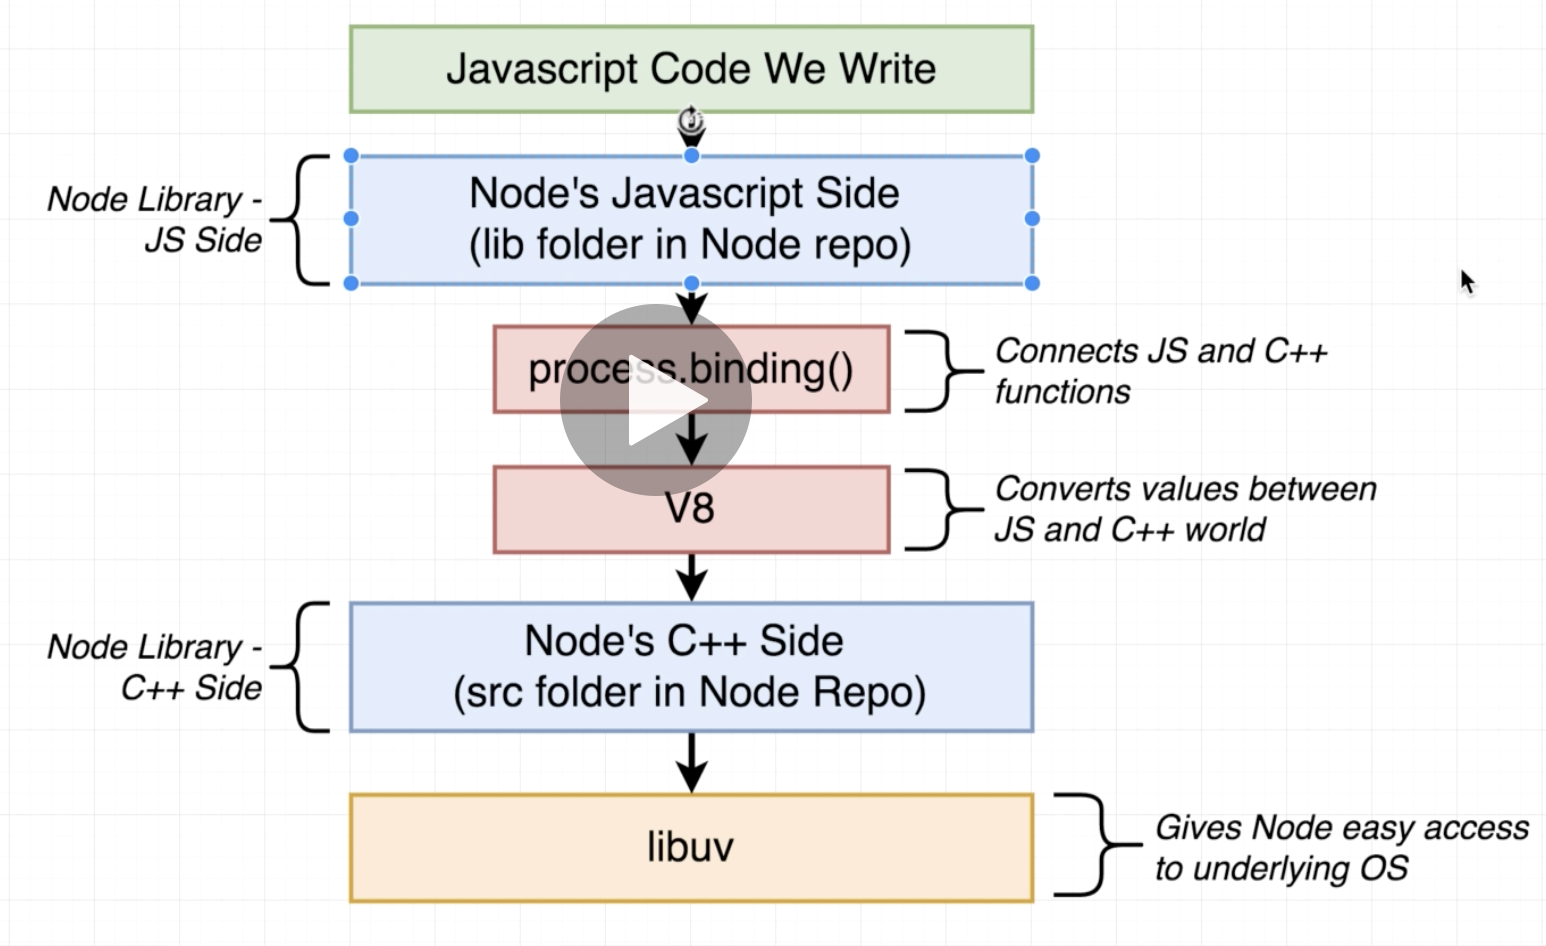 Javascript Code We Write
Node Library -
JS Side
Node's Javascript Side
(lib folder in Node repo)
process.binding()
Connects JS and C++
functions
V8
Converts values between
JS and C++ world
Node Library -
C++ Side
Node's C++ Side
(src folder in Node Repo)
libuv
Gives Node easy access
to underlying OS